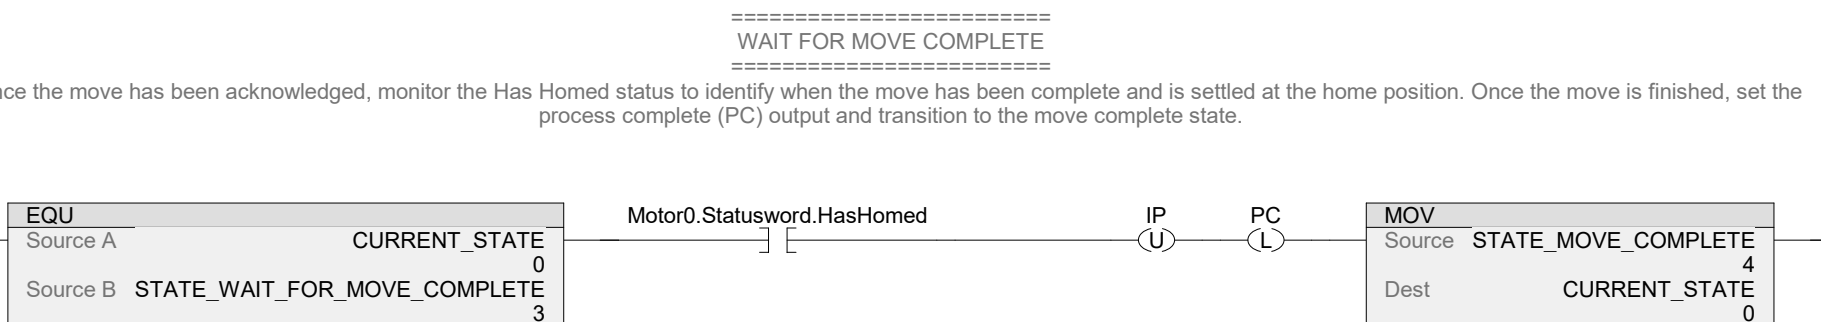 =========================
WAIT FOR MOVE COMPLETE
=========================
the move has been acknowledged, monitor the Has Homed status to identify when the move has been complete and is settled at the home position. Once the move is finished, set the
process complete (PC) output and transition to the move complete state.
EQU
Source A CURRENT_STATE
0
Source B STATE_WAIT_FOR_MOVE_COMPLETE
3
Motor0.Statusword.HasHomed
IP
U
PC
L
MOV
Source STATE_MOVE_COMPLETE
4
Dest CURRENT_STATE
0